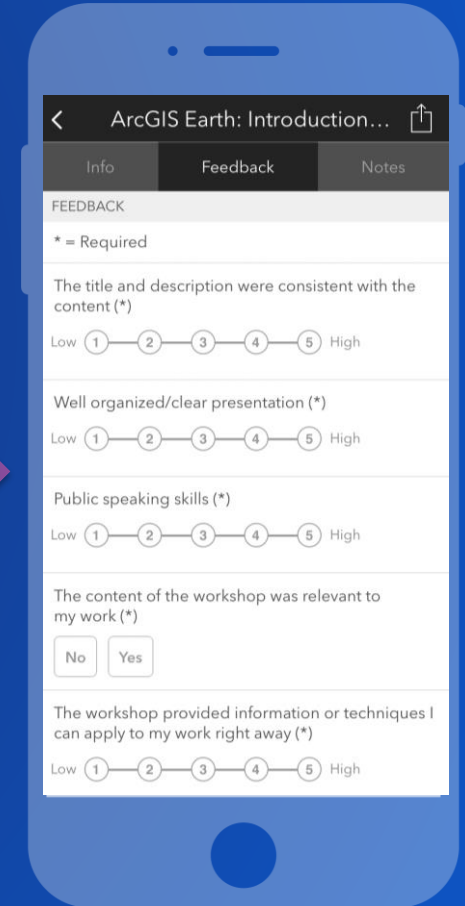 ArcGIS Earth: Introduction...
Info Feedback Notes
FEEDBACK
* = Required
The title and description were consistent with the
content (*)
Low 1 2 3 4 5 High
Well organized/clear presentation (*)
Low 1 2 3 4 5 High
Public speaking skills (*)
Low 1 2 3 4 5 High
The content of the workshop was relevant to
my work (*)
No Yes
The workshop provided information or techniques I
can apply to my work right away (*)
Low 1 2 3 4 5 High